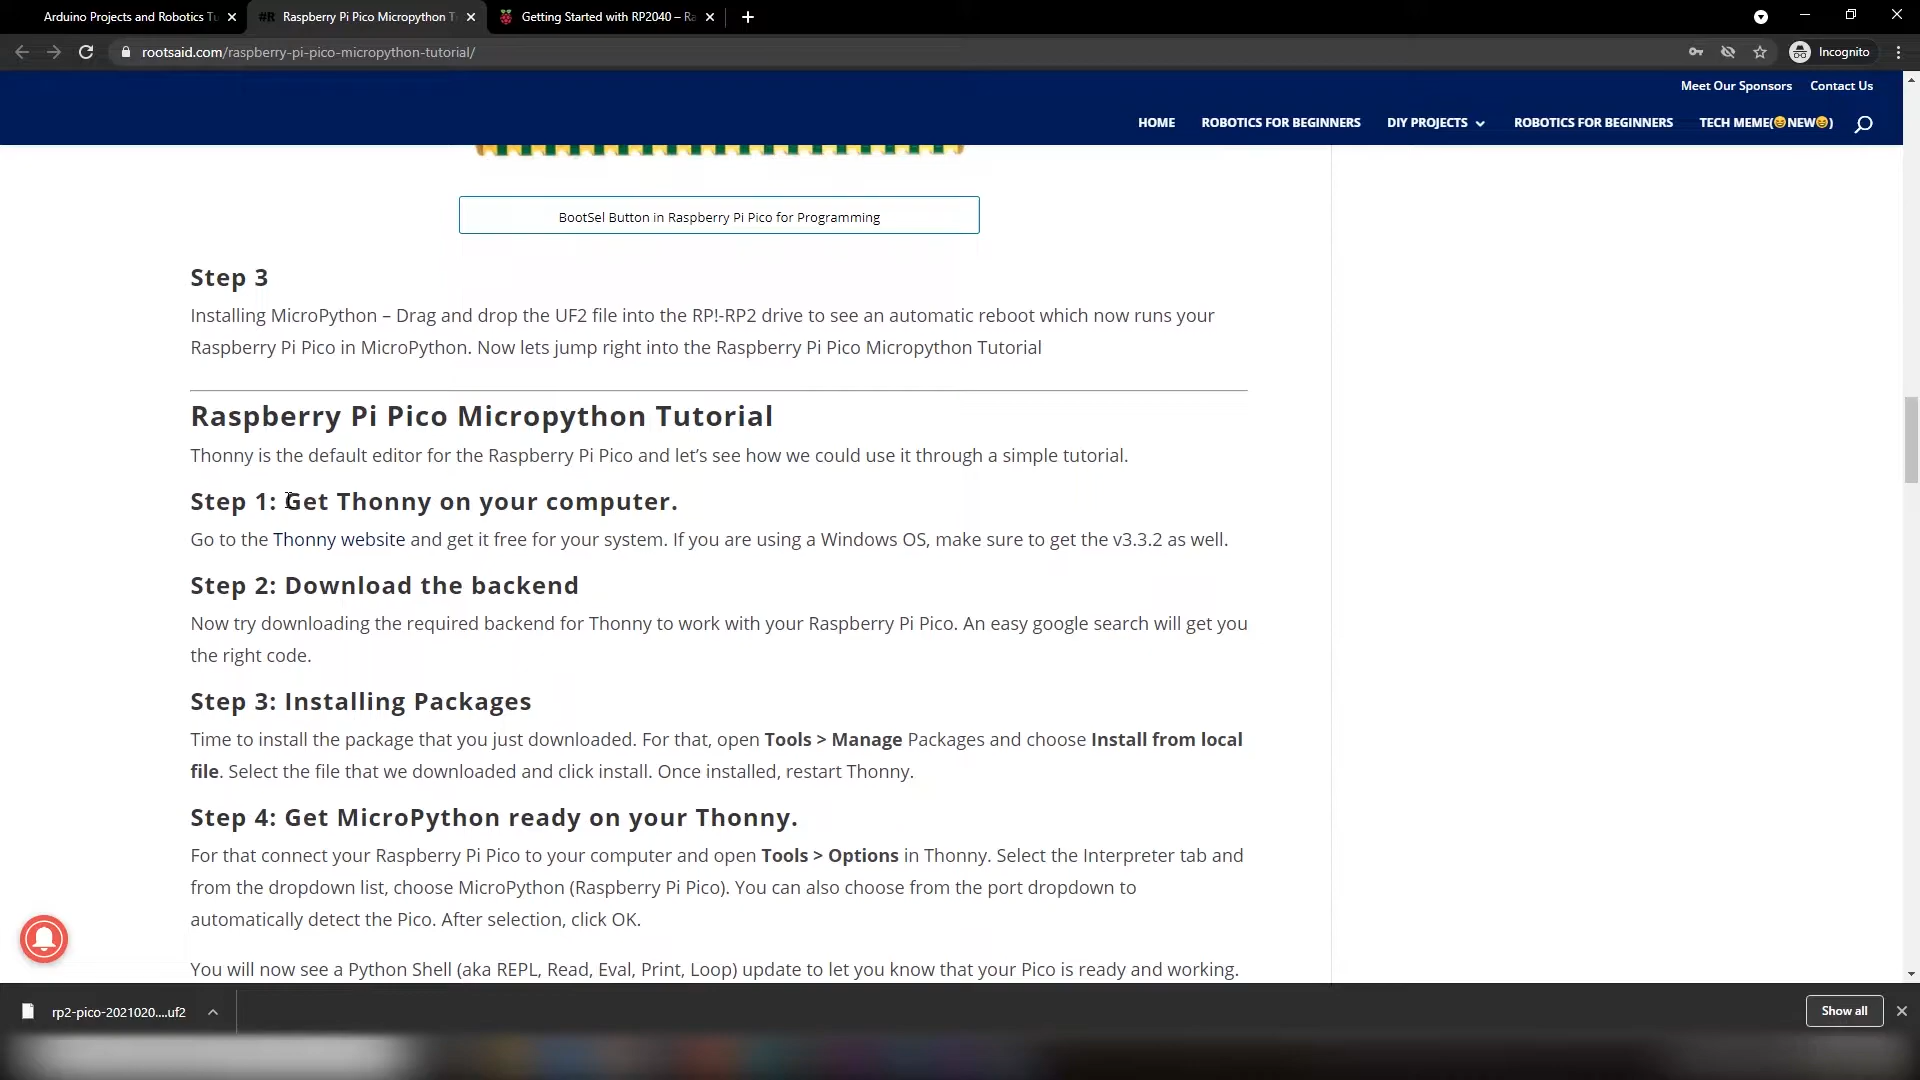 Arduino Projects and Robotics Tu
#R Raspberry Pi Pico Micropython T
Getting Started with RP2040 – Ra
rootsaid.com/raspberry-pi-pico-micropython-tutorial/
Incognito
Meet Our Sponsors Contact Us
HOME ROBOTICS FOR BEGINNERS DIY PROJECTS ROBOTICS FOR BEGINNERS TECH MEME(😆NEW😆)
BootSel Button in Raspberry Pi Pico for Programming
Step 3
Installing MicroPython – Drag and drop the UF2 file into the RP!-RP2 drive to see an automatic reboot which now runs your
Raspberry Pi Pico in MicroPython. Now lets jump right into the Raspberry Pi Pico Micropython Tutorial
Raspberry Pi Pico Micropython Tutorial
Thonny is the default editor for the Raspberry Pi Pico and let’s see how we could use it through a simple tutorial.
Step 1: Get Thonny on your computer.
Go to the Thonny website and get it free for your system. If you are using a Windows OS, make sure to get the v3.3.2 as well.
Step 2: Download the backend
Now try downloading the required backend for Thonny to work with your Raspberry Pi Pico. An easy google search will get you
the right code.
Step 3: Installing Packages
Time to install the package that you just downloaded. For that, open Tools > Manage Packages and choose Install from local
file. Select the file that we downloaded and click install. Once installed, restart Thonny.
Step 4: Get MicroPython ready on your Thonny.
For that connect your Raspberry Pi Pico to your computer and open Tools > Options in Thonny. Select the Interpreter tab and
from the dropdown list, choose MicroPython (Raspberry Pi Pico). You can also choose from the port dropdown to
automatically detect the Pico. After selection, click OK.
You will now see a Python Shell (aka REPL, Read, Eval, Print, Loop) update to let you know that your Pico is ready and working.
rp2-pico-2021020....uf2
Show all